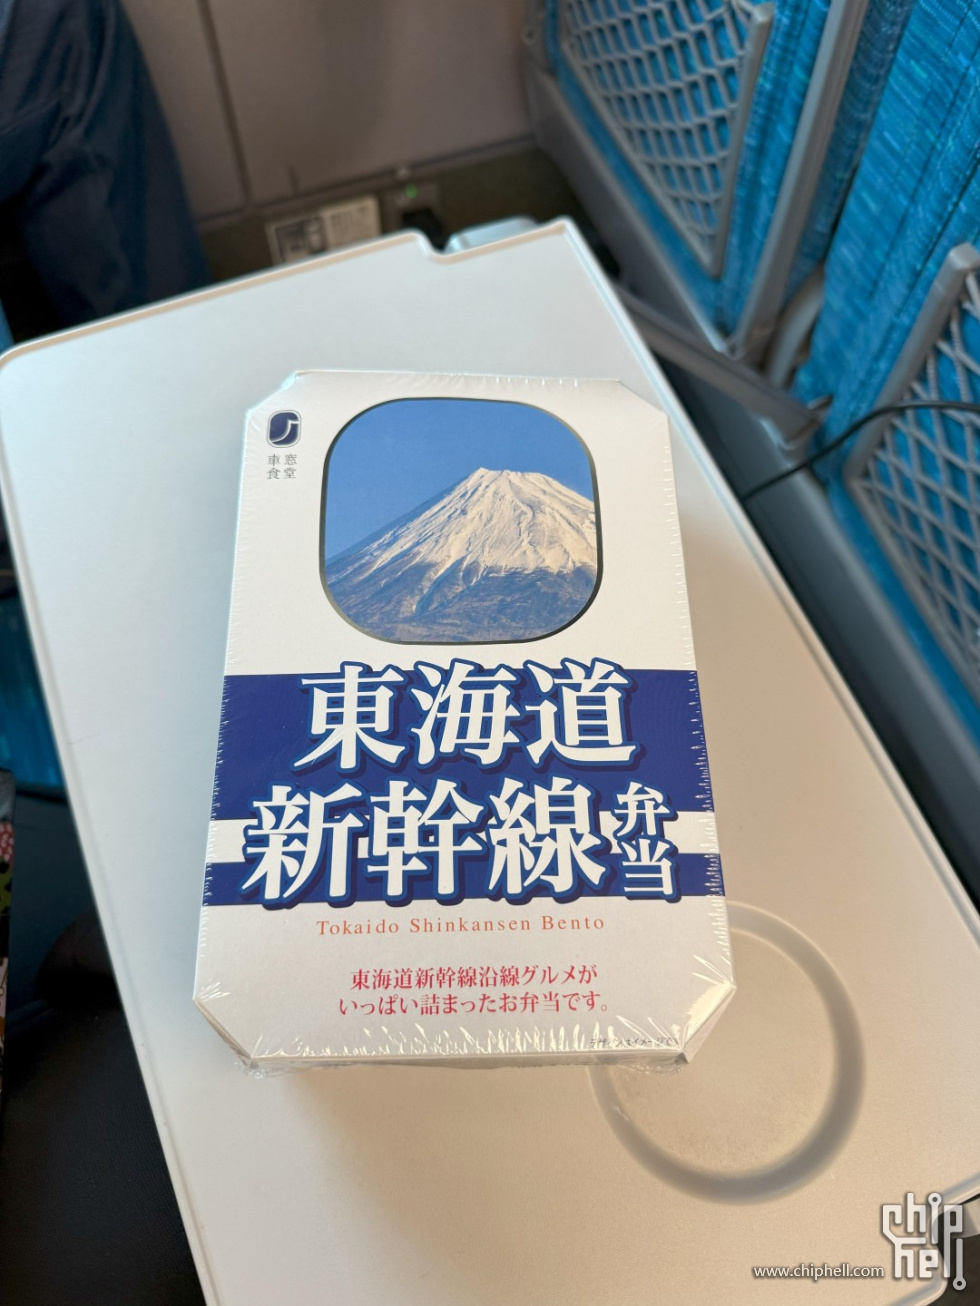 車窓
食堂
東海道
新幹線弁当
Tokaido Shinkansen Bento
東海道新幹線沿線グルメが
いっぱい詰まったお弁当です。
chip
hell
www.chiphell.com